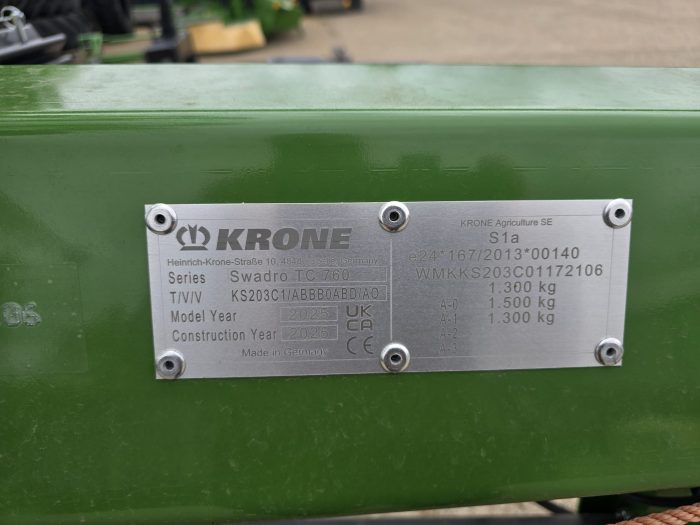 KRONE
Heinrich-Krone-Straße 10, Germany
Series Swadro TC 760
T/V/V KS203C1/ABBB0ABD/AO
Model Year 2025
Construction Year 2025
Made in Germany
UK
CA
CE
KRONE Agriculture SE
S1a
e24*167/2013*00140
WMKKS203C01172106
1.300 kg
A-0 1.500 kg
A-1 1.300 kg
A-2
A-3